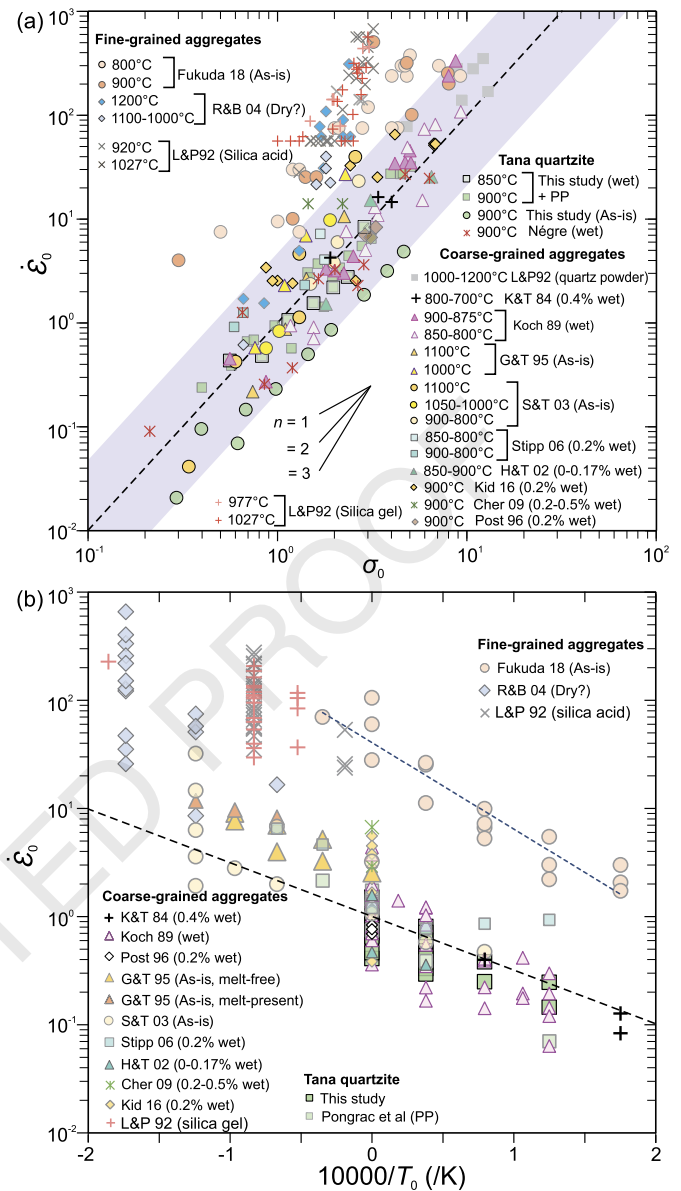 (a)
10^3
10^2
10^1
10^0
10^-1
10^-2
ε̇₀
Fine-grained aggregates
800°C
900°C
Fukuda 18 (As-is)
1200°C
1100-1000°C
R&B 04 (Dry?)
920°C
1027°C
L&P92 (Silica acid)
Tana quartzite
850°C
900°C
This study (wet)
+ PP
900°C This study (As-is)
900°C Négre (wet)
Coarse-grained aggregates
1000-1200°C L&P92 (quartz powder)
800-700°C K&T 84 (0.4% wet)
900-875°C
850-800°C
Koch 89 (wet)
1100°C
1000°C
G&T 95 (As-is)
1100°C
1050-1000°C
900-800°C
S&T 03 (As-is)
850-800°C
900-800°C
Stipp 06 (0.2% wet)
850-900°C H&T 02 (0-0.17% wet)
900°C Kid 16 (0.2% wet)
900°C Cher 09 (0.2-0.5% wet)
900°C Post 96 (0.2% wet)
n = 1
= 2
= 3
977°C
1027°C
L&P92 (Silica gel)
10^-1
10^0
10^1
10^2
σ₀
TED PROOF
(b)
10^3
10^2
10^1
10^0
10^-1
10^-2
ε̇₀
Fine-grained aggregates
Fukuda 18 (As-is)
R&B 04 (Dry?)
L&P 92 (silica acid)
Coarse-grained aggregates
K&T 84 (0.4% wet)
Koch 89 (wet)
Post 96 (0.2% wet)
G&T 95 (As-is, melt-free)
G&T 95 (As-is, melt-present)
S&T 03 (As-is)
Stipp 06 (0.2% wet)
H&T 02 (0-0.17% wet)
Cher 09 (0.2-0.5% wet)
Kid 16 (0.2% wet)
L&P 92 (silica gel)
Tana quartzite
This study
Pongrac et al (PP)
-2
-1
0
1
2
10000/T₀ (/K)